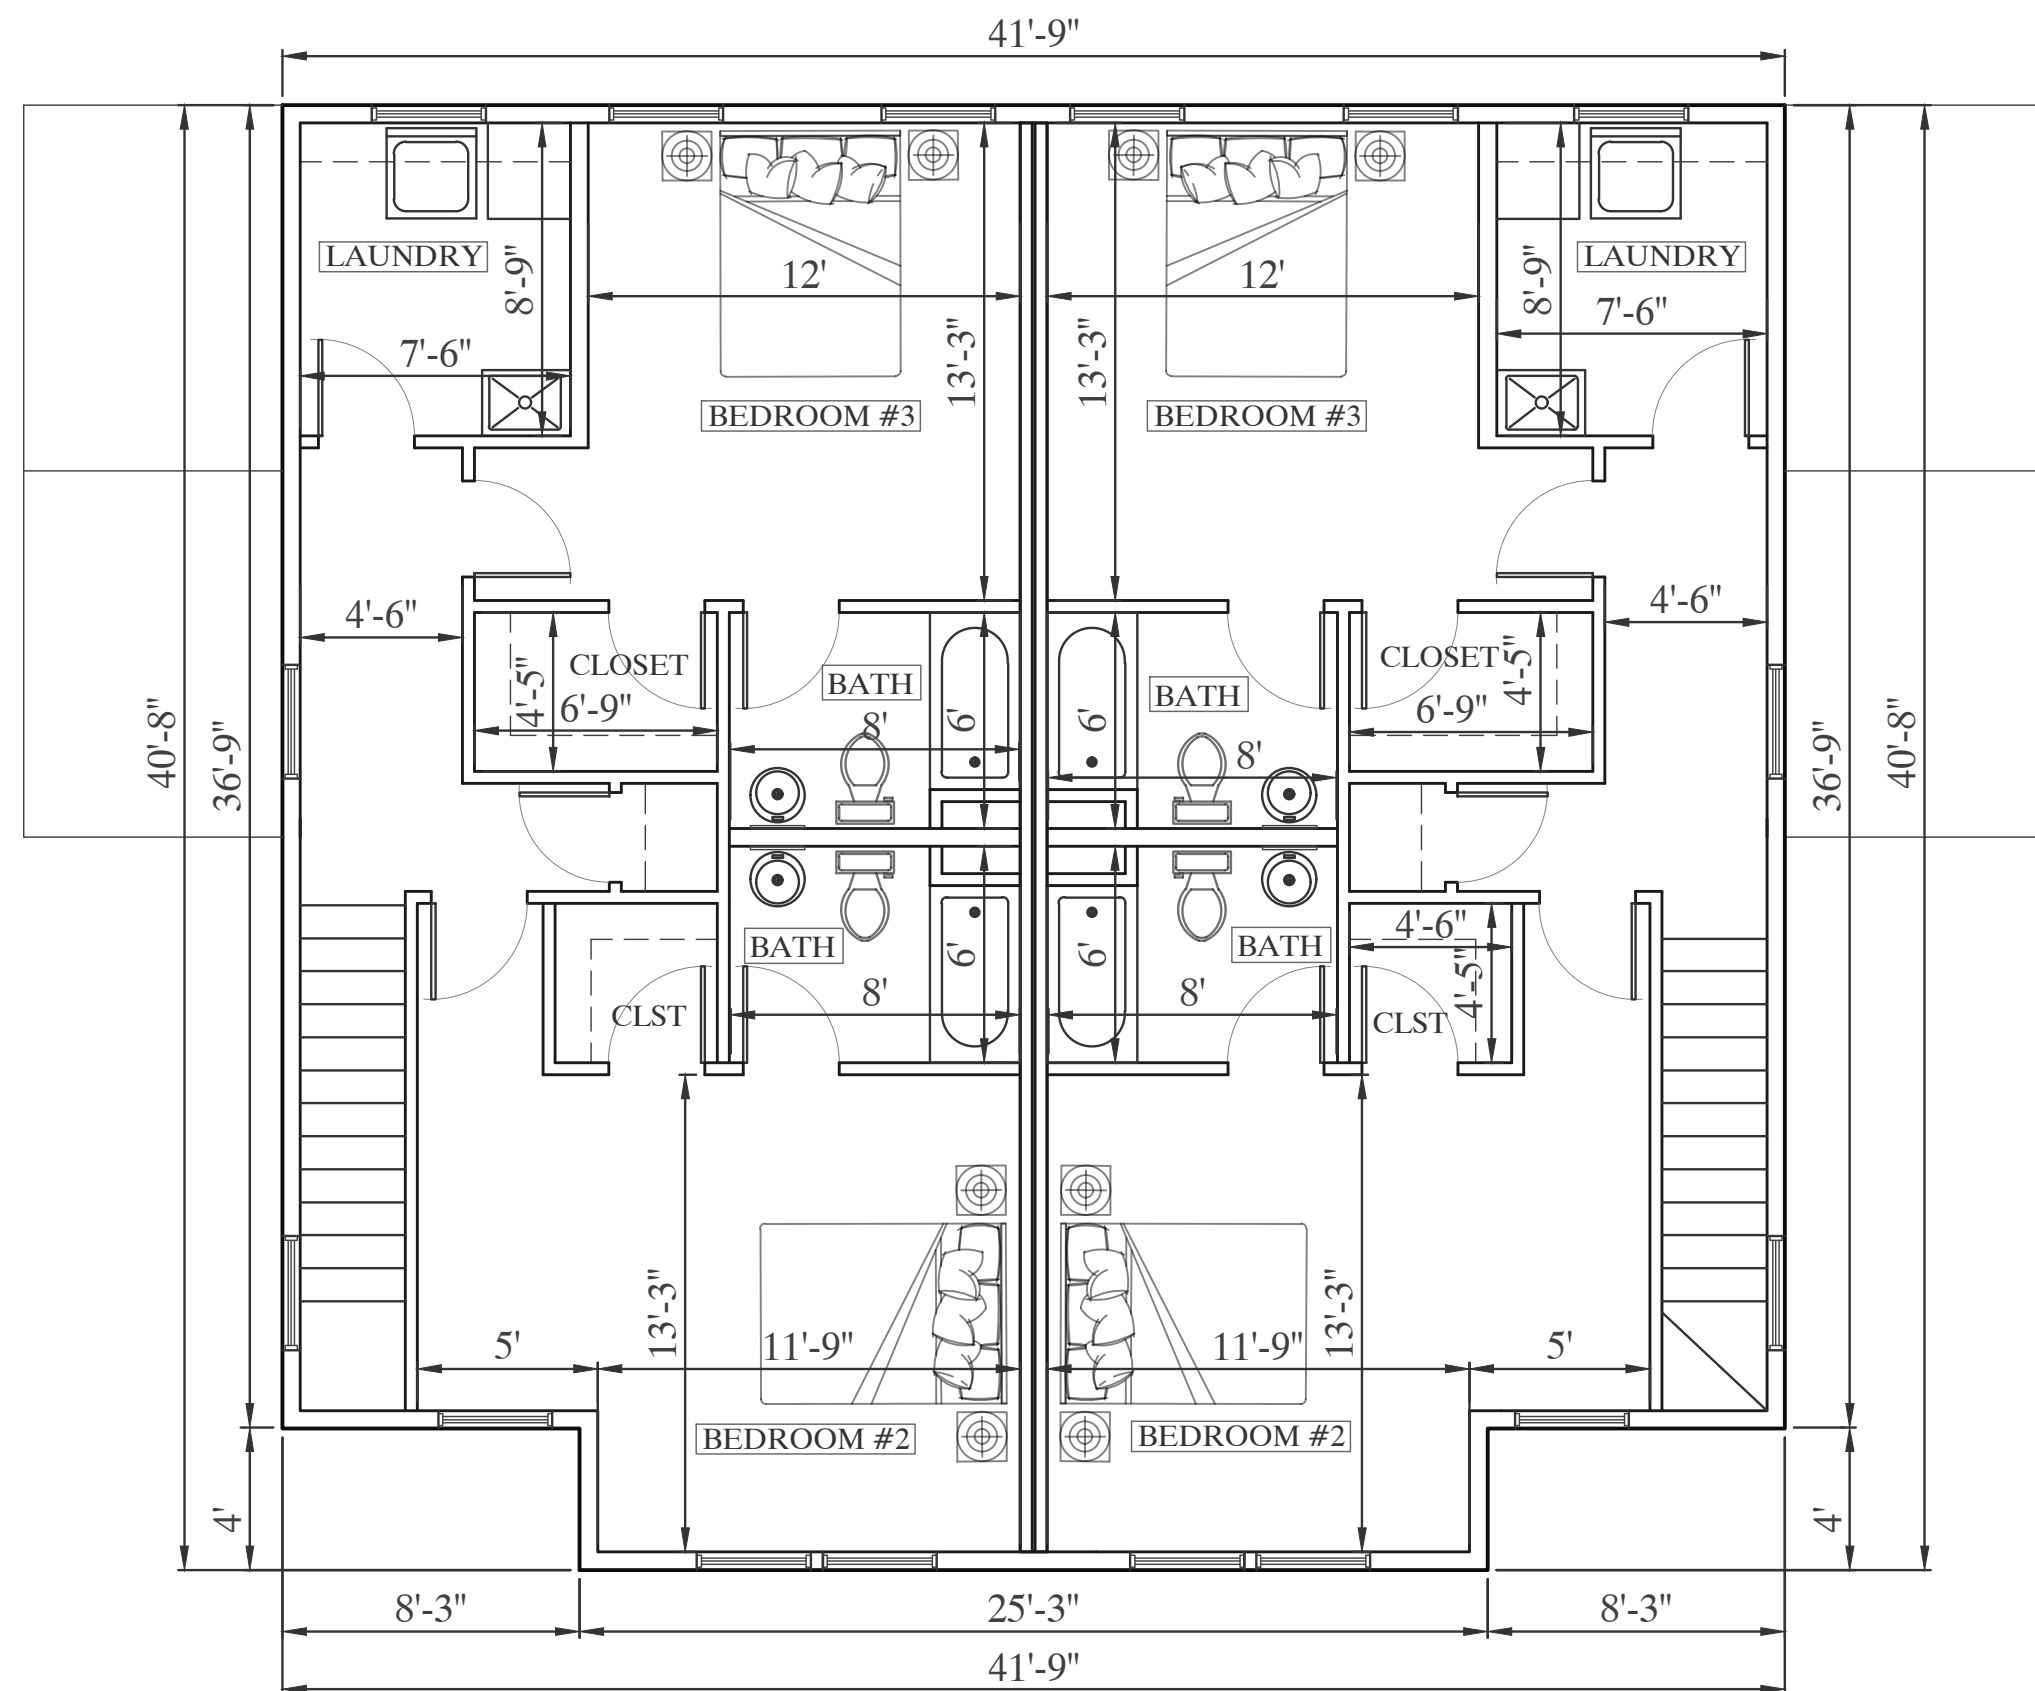 41'-9"
LAUNDRY
8'-9"
12'
13'-3"
13'-3"
12'
8'-9"
LAUNDRY
7'-6"
7'-6"
BEDROOM #3
BEDROOM #3
4'-6"
CLOSET
4'-5"
6'-9"
BATH
8'
6'
6'
BATH
8'
CLOSET
4'-5"
6'-9"
4'-6"
40'-8"
36'-9"
36'-9"
40'-8"
BATH
8'
6'
6'
BATH
8'
4'-6"
4'-5"
CLST
CLST
5'
13'-3"
11'-9"
11'-9"
13'-3"
5'
BEDROOM #2
BEDROOM #2
4'
4'
8'-3"
25'-3"
8'-3"
41'-9"